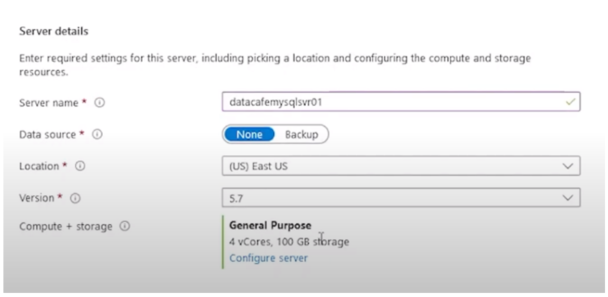 Server details
Enter required settings for this server, including picking a location and configuring the compute and storage
resources.
Server name *
datacafemysqlsvr01
Data source *
None Backup
Location *
(US) East US
Version *
5.7
Compute + storage
General Purpose
4 vCores, 100 GB storage
Configure server